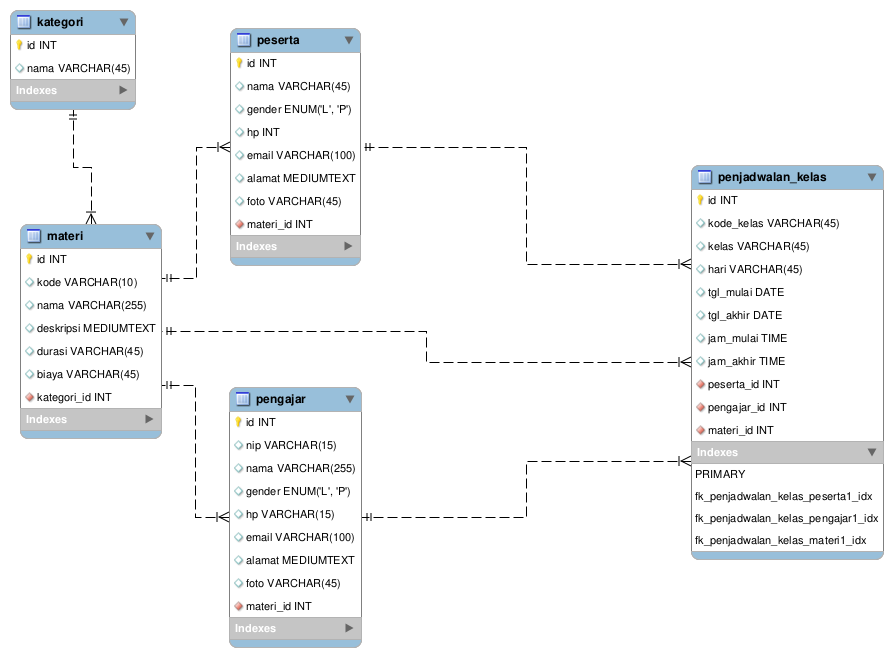 kategori
id INT
nama VARCHAR(45)
Indexes
materi
id INT
kode VARCHAR(10)
nama VARCHAR(255)
deskripsi MEDIUMTEXT
durasi VARCHAR(45)
biaya VARCHAR(45)
kategori_id INT
Indexes
peserta
id INT
nama VARCHAR(45)
gender ENUM('L', 'P')
hp INT
email VARCHAR(100)
alamat MEDIUMTEXT
foto VARCHAR(45)
materi_id INT
Indexes
pengajar
id INT
nip VARCHAR(15)
nama VARCHAR(255)
gender ENUM('L', 'P')
hp VARCHAR(15)
email VARCHAR(100)
alamat MEDIUMTEXT
foto VARCHAR(45)
materi_id INT
Indexes
penjadwalan_kelas
id INT
kode_kelas VARCHAR(45)
kelas VARCHAR(45)
hari VARCHAR(45)
tgl_mulai DATE
tgl_akhir DATE
jam_mulai TIME
jam_akhir TIME
peserta_id INT
pengajar_id INT
materi_id INT
Indexes
PRIMARY
fk_penjadwalan_kelas_peserta1_idx
fk_penjadwalan_kelas_pengajar1_idx
fk_penjadwalan_kelas_materi1_idx